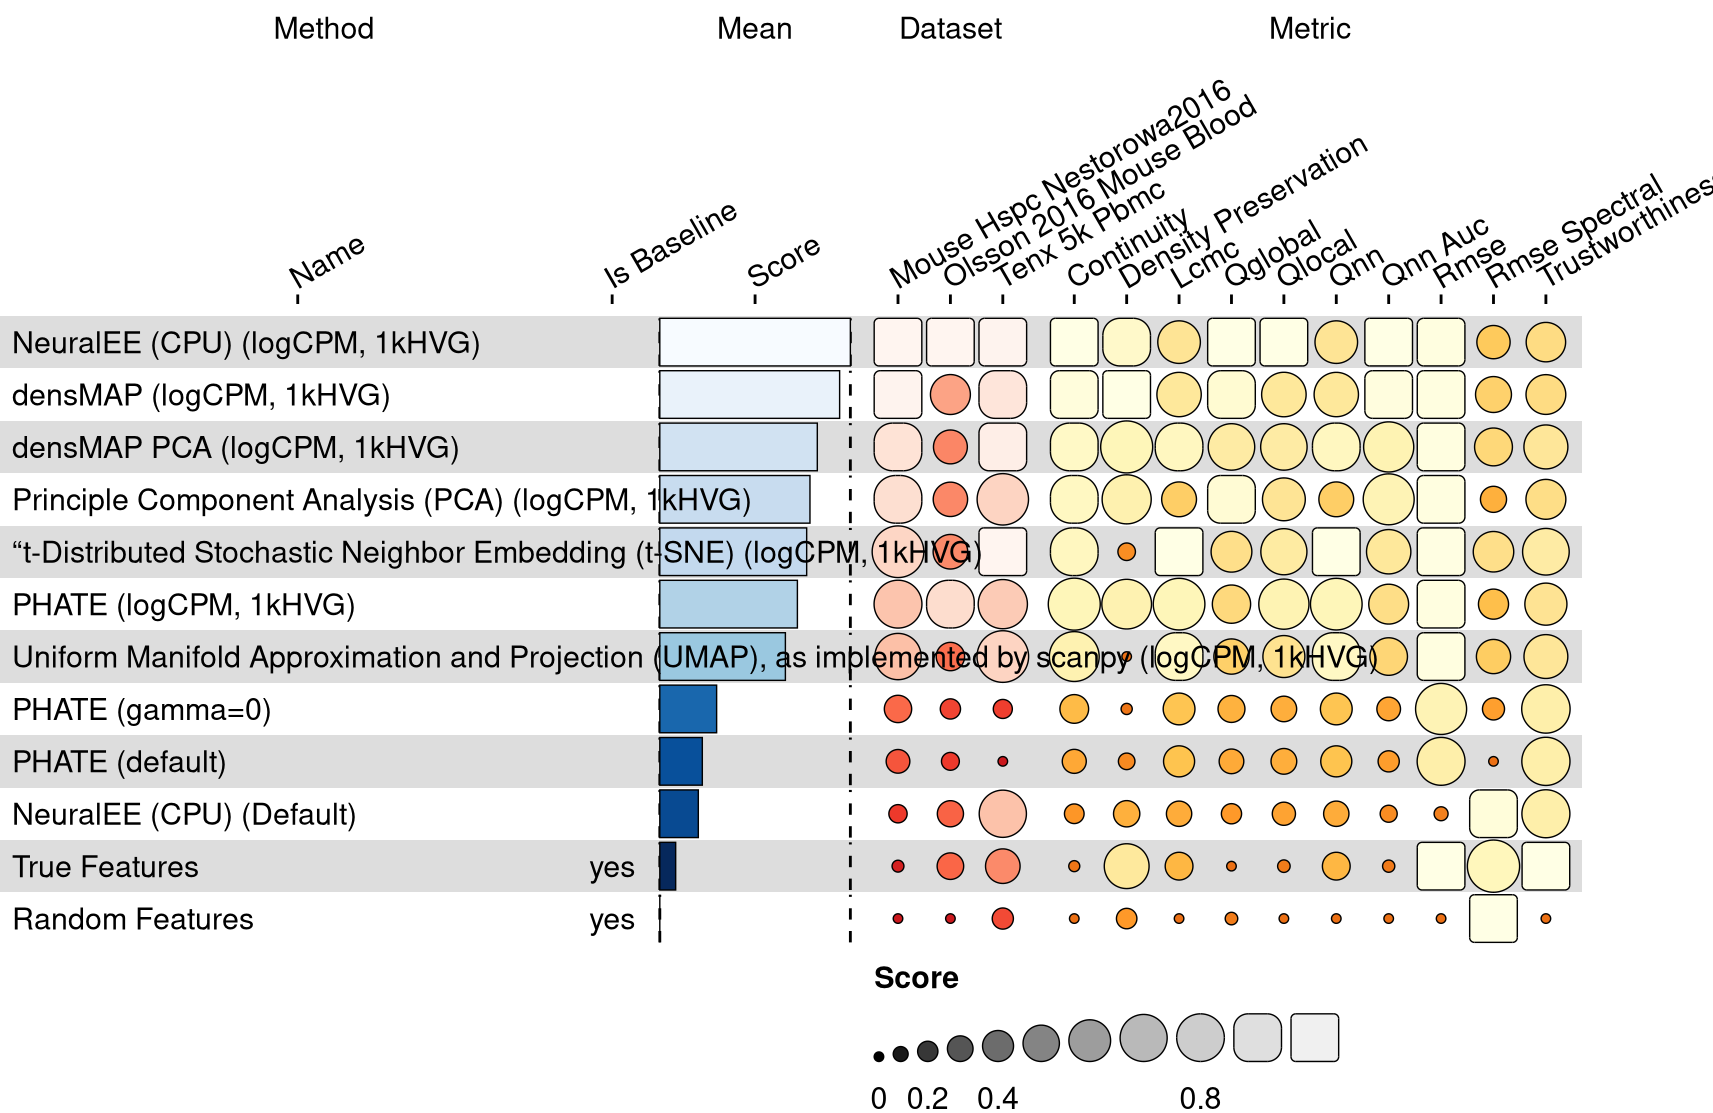 Method Mean Dataset Metric
Name
Is Baseline
Score
Mouse Hspc Nestorowa2016
Olsson 2016 Mouse Blood
Tenx 5k Pbmc
Continuity
Density Preservation
Lcmc
Qglobal
Qlocal
Qnn
Qnn Auc
Rmse
Rmse Spectral
Trustworthiness
NeuralEE (CPU) (logCPM, 1kHVG)
densMAP (logCPM, 1kHVG)
densMAP PCA (logCPM, 1kHVG)
Principle Component Analysis (PCA) (logCPM, 1kHVG)
“t-Distributed Stochastic Neighbor Embedding (t-SNE) (logCPM, 1kHVG)
PHATE (logCPM, 1kHVG)
Uniform Manifold Approximation and Projection (UMAP), as implemented by scanpy (logCPM, 1kHVG)
PHATE (gamma=0)
PHATE (default)
NeuralEE (CPU) (Default)
True Features yes
Random Features yes
Score
0 0.2 0.4 0.8